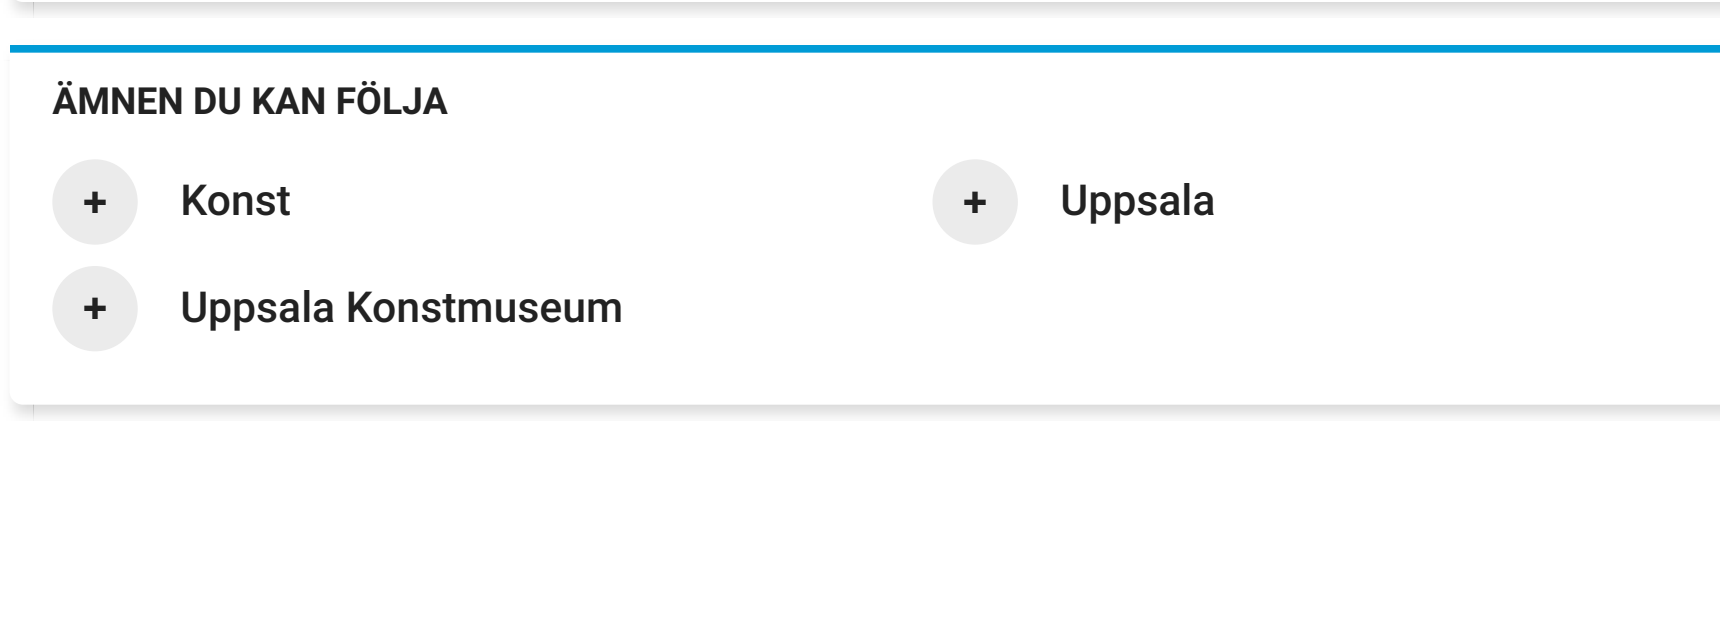 ÄMNEN DU KAN FÖLJA
+ Konst
+ Uppsala
+ Uppsala Konstmuseum